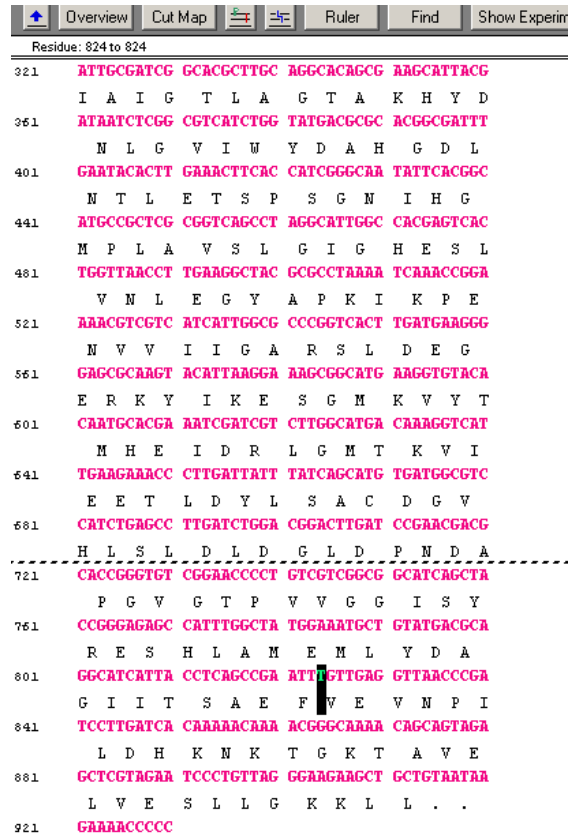 Overview Cut Map Ruler Find Show Experim
Residue: 824 to 824
321 ATTGCGATCG GCACGCTTGC AGGCACAGCG AAGCATTACG
I A I G T L A G T A K H Y D
361 ATAATCTCGG CGTCATCTGG TATGACGCGC ACGGCGATTT
N L G V I W Y D A H G D L
401 GAATACACTT GAAACTTCAC CATCGGGCAA TATTCACGGC
N T L E T S P S G N I H G
441 ATGCCGCTCG CGGTCAGCCT AGGCATTGGC CACGAGTCAC
M P L A V S L G I G H E S L
481 TGGTTAACCT TGAAGGCTAC GCGCCTAAAA TCAAACCGGA
V N L E G Y A P K I K P E
521 AAACGTCGTC ATCATTGGCG CCCGGTCACT TGATGAAGGG
N V V I I G A R S L D E G
561 GAGCGCAAGT ACATTAAGGA AAGCGGCATG AAGGTGTACA
E R K Y I K E S G M K V Y T
601 CAATGCACGA AATCGATCGT CTTGGCATGA CAAAGGTCAT
M H E I D R L G M T K V I
641 TGAAGAAACC CTTGATTATT TATCAGCATG TGATGGCGTC
E E T L D Y L S A C D G V
681 CATCTGAGCC TTGATCTGGA CGGACTTGAT CCGAACGACG
H L S L D L D G L D P N D A
721 CACCGGGTGT CGGAACCCCT GTCGTCGGCG GCATCAGCTA
P G V G T P V V G G I S Y
761 CCGGGAGAGC CATTTGGCTA TGGAAATGCT GTATGACGCA
R E S H L A M E M L Y D A
801 GGCATCATTA CCTCAGCCGA ATTTGTTGAG GTTAACCCGA
G I I T S A E F V E V N P I
841 TCCTTGATCA CAAAAACAAA ACGGGCAAAA CAGCAGTAGA
L D H K N K T G K T A V E
881 GCTCGTAGAA TCCCTGTTAG GGAAGAAGCT GCTGTAATAA
L V E S L L G K K L L . .
921 GAAAACCCCC